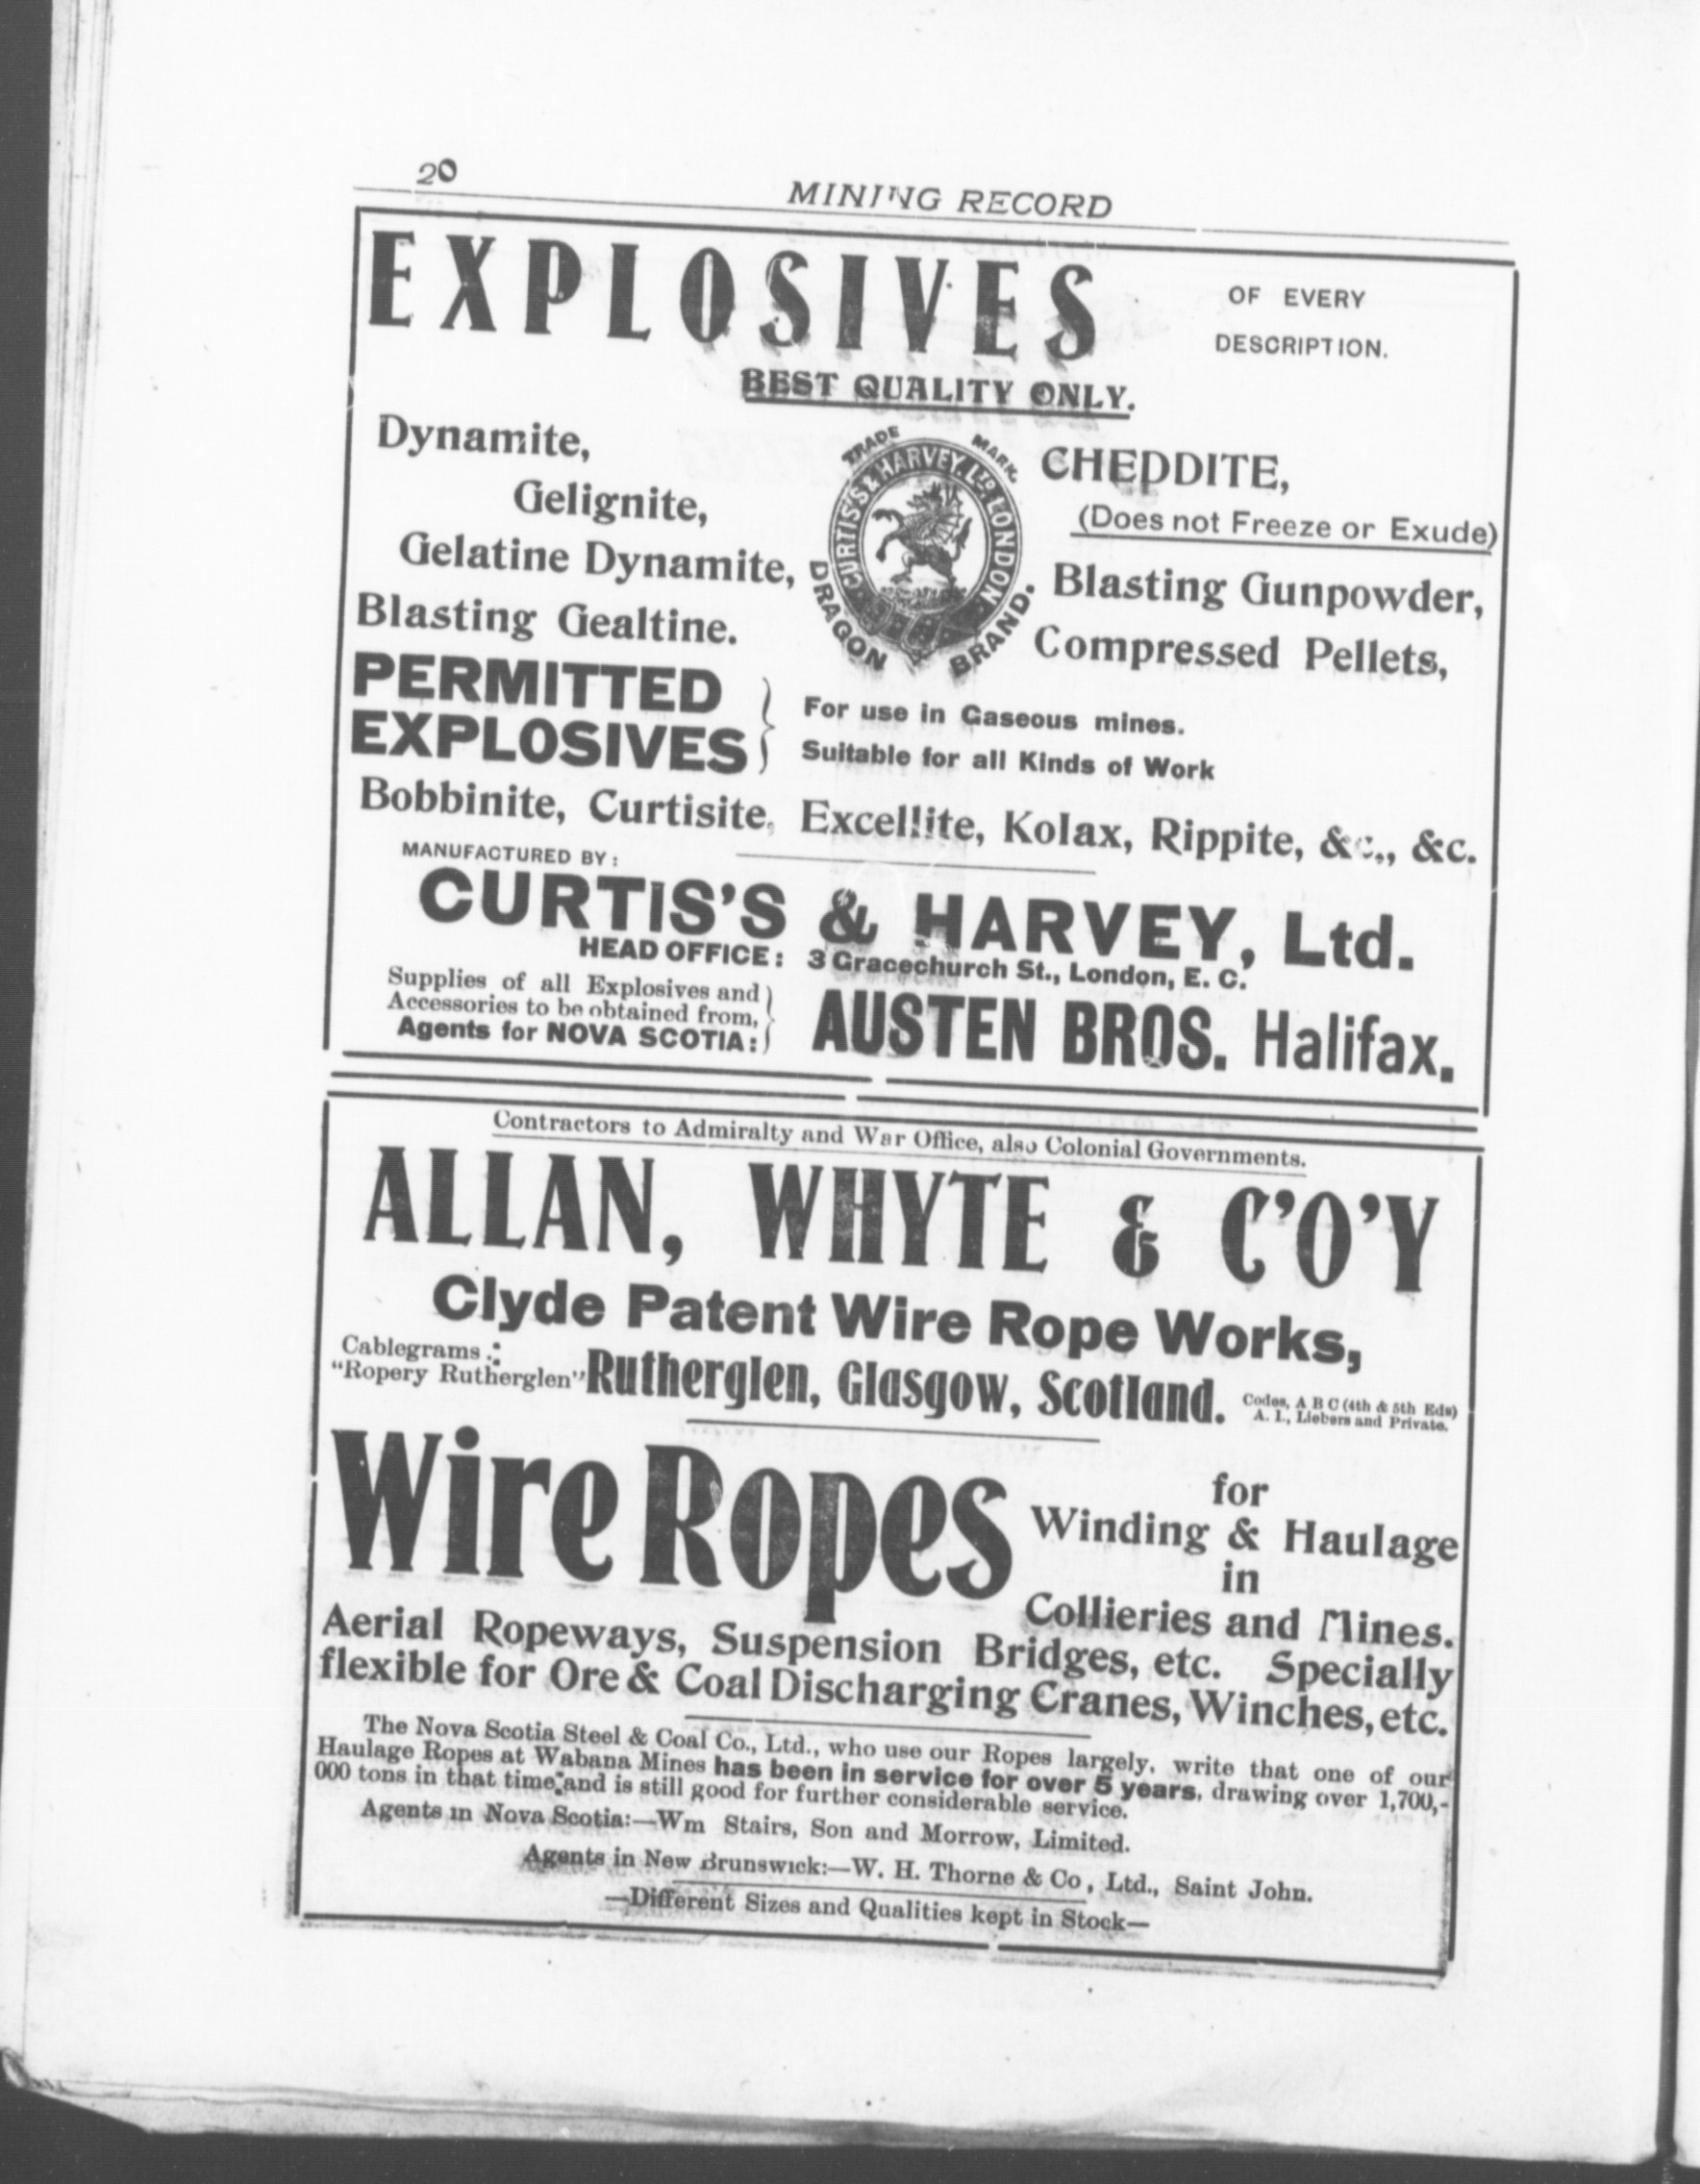 20
MINING RECORD
EXPLOSIVES
OF EVERY
DESCRIPTION.
BEST QUALITY ONLY.
Dynamite,
Gelignite,
Gelatine Dynamite,
Blasting Gealtine.
TRADE MARK.
CURTIS'S & HARVEY, LTD. LONDON
DRAGON BRAND.
CHEDDITE,
(Does not Freeze or Exude)
Blasting Gunpowder,
Compressed Pellets,
PERMITTED
EXPLOSIVES
For use in Gaseous mines.
Suitable for all Kinds of Work
Bobbinite, Curtisite, Excellite, Kolax, Rippite, &c., &c.
MANUFACTURED BY:
CURTIS'S & HARVEY, Ltd.
HEAD OFFICE: 3 Gracechurch St., London, E. C.
Supplies of all Explosives and
Accessories to be obtained from,
Agents for NOVA SCOTIA:
AUSTEN BROS. Halifax.
Contractors to Admiralty and War Office, also Colonial Governments.
ALLAN, WHYTE & C'O'Y
Clyde Patent Wire Rope Works,
Cablegrams:
"Ropery Rutherglen"
Rutherglen, Glasgow, Scotland.
Codes, A B C (4th & 5th Eds)
A. I., Liebers and Private.
Wire Ropes
for
Winding & Haulage
in
Collieries and Mines.
Aerial Ropeways, Suspension Bridges, etc. Specially
flexible for Ore & Coal Discharging Cranes, Winches, etc.
The Nova Scotia Steel & Coal Co., Ltd., who use our Ropes largely, write that one of our
Haulage Ropes at Wabana Mines has been in service for over 5 years, drawing over 1,700,-
000 tons in that time and is still good for further considerable service.
Agents in Nova Scotia:—Wm Stairs, Son and Morrow, Limited.
Agents in New Brunswick:—W. H. Thorne & Co, Ltd., Saint John.
—Different Sizes and Qualities kept in Stock—